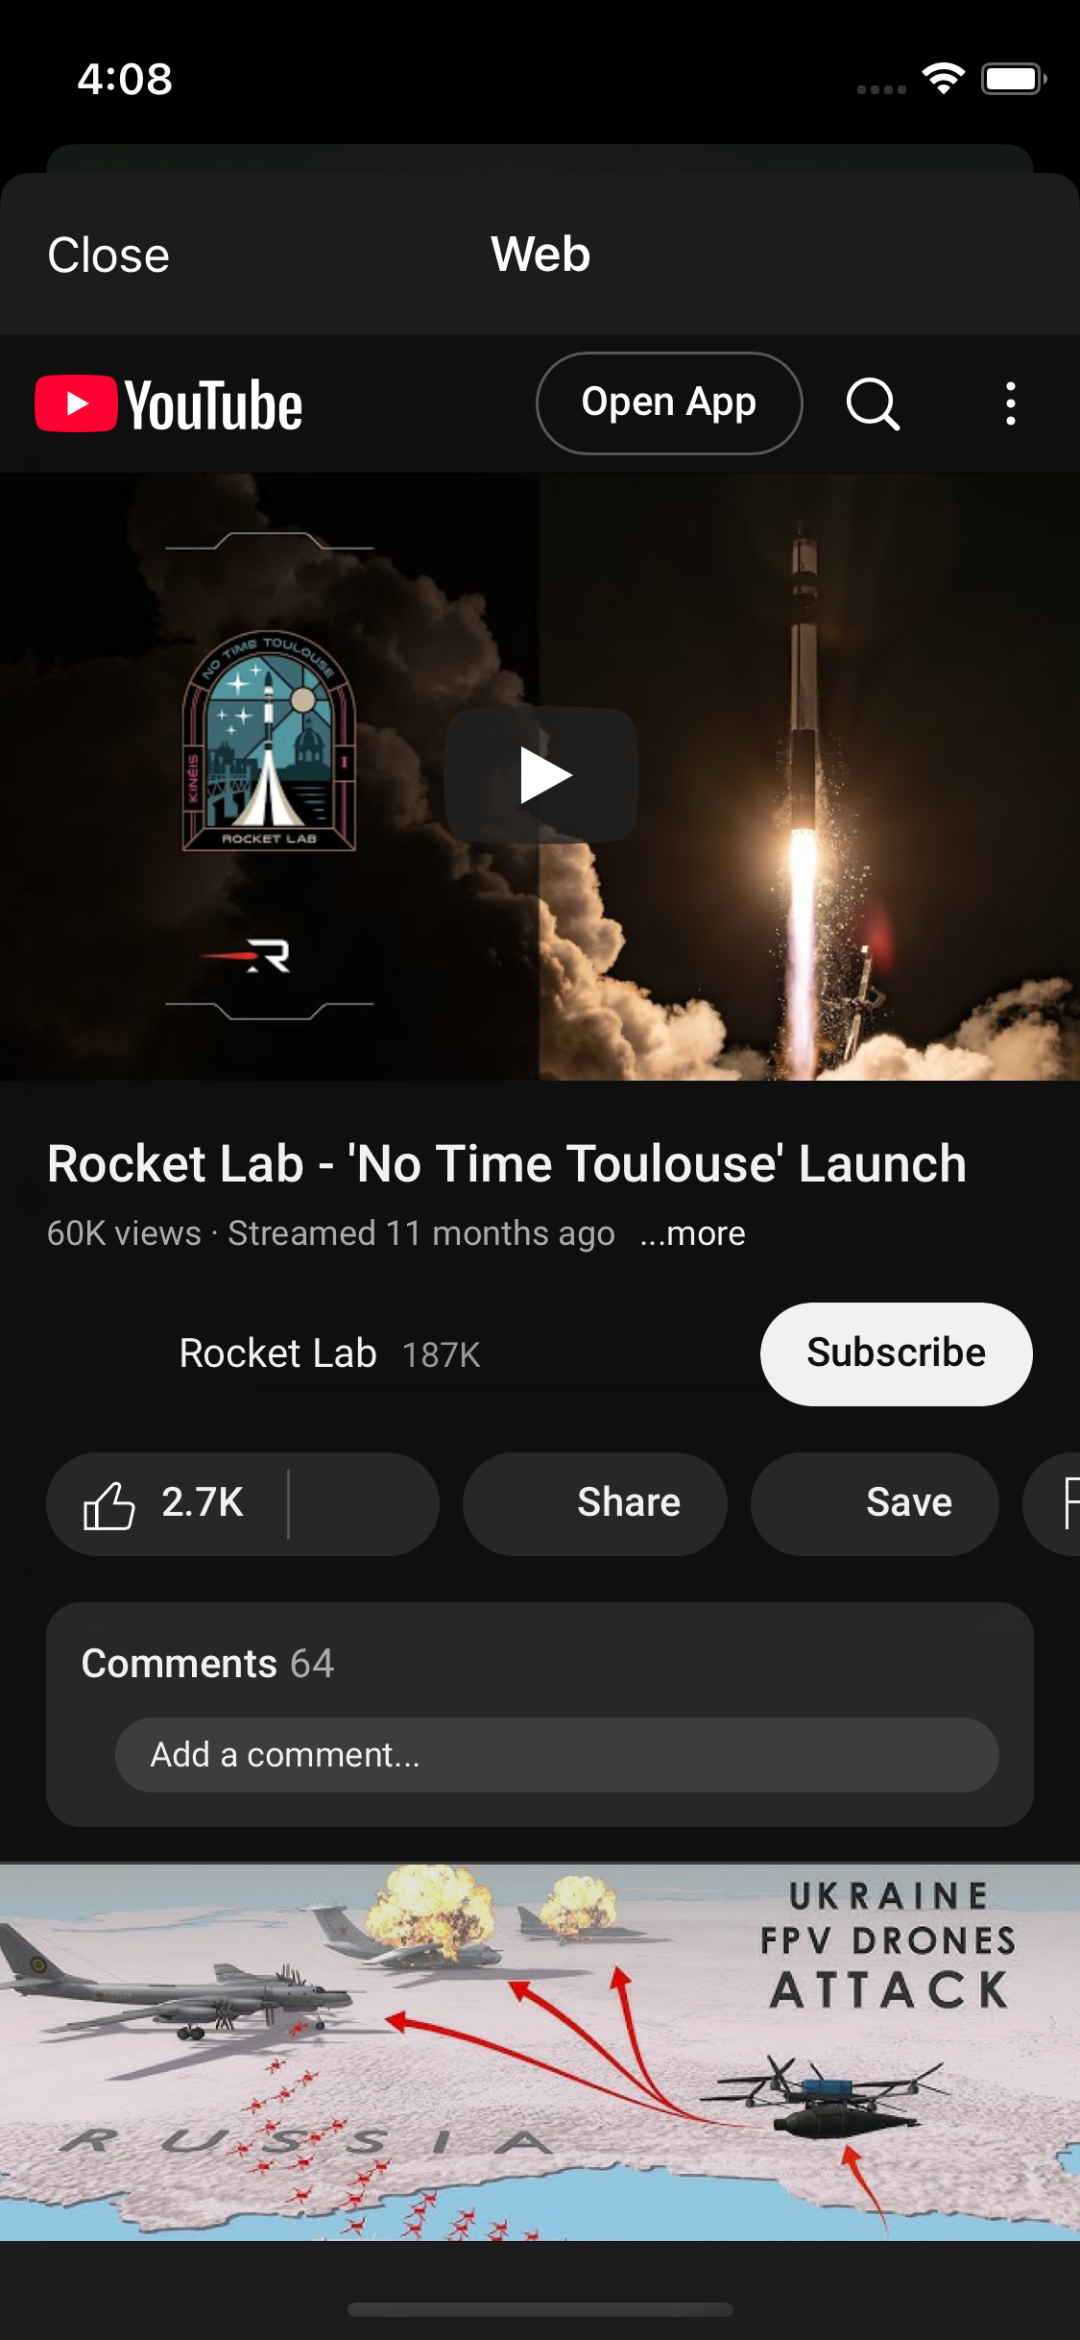 4:08
Close
Web
YouTube
Open App
NO TIME TOULOUSE
KINÉIS
I
ROCKET LAB
Rocket Lab - 'No Time Toulouse' Launch
60K views · Streamed 11 months ago ...more
Rocket Lab 187K
Subscribe
2.7K
Share
Save
Comments 64
Add a comment...
UKRAINE
FPV DRONES
ATTACK
RUSSIA